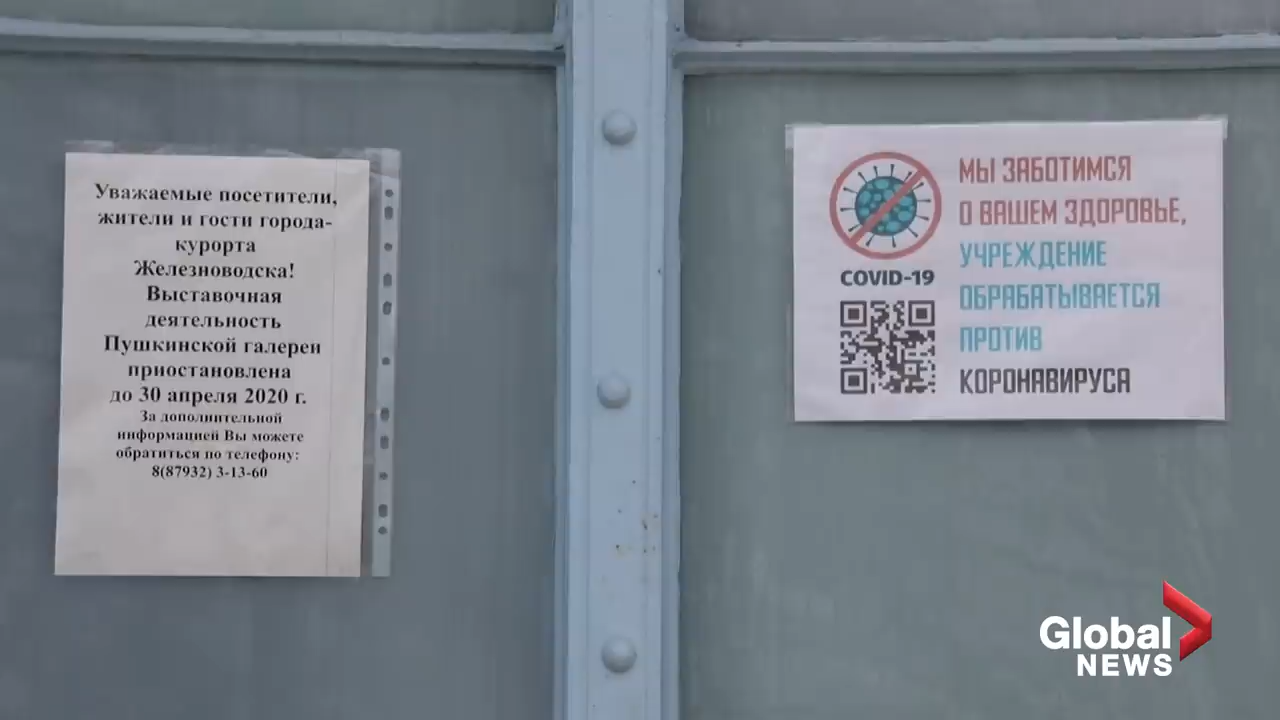 Уважаемые посетители,
жители и гости города-
курорта
Железноводска!
Выставочная
деятельность
Пушкинской галереи
приостановлена
до 30 апреля 2020 г.
За дополнительной
информацией Вы можете
обратиться по телефону:
8(87932) 3-13-60
COVID-19
МЫ ЗАБОТИМСЯ
О ВАШЕМ ЗДОРОВЬЕ,
УЧРЕЖДЕНИЕ
ОБРАБАТЫВАЕТСЯ
ПРОТИВ
КОРОНАВИРУСА
Global
NEWS